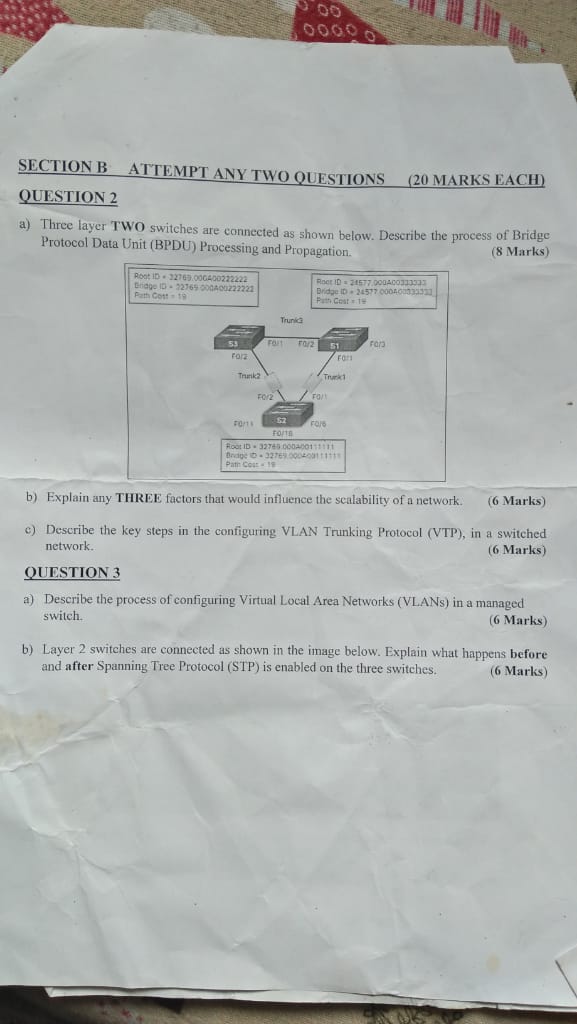 SECTION B ATTEMPT ANY TWO QUESTIONS (20 MARKS EACH)
QUESTION 2
a) Three layer TWO switches are connected as shown below. Describe the process of Bridge
Protocol Data Unit (BPDU) Processing and Propagation. (8 Marks)
Root ID = 32769.000A00222222
Bridge ID = 32769.000A00222222
Path Cost = 19
Root ID = 24577.000A00333333
Bridge ID = 24577.000A00333333
Path Cost = 19
Trunk3
S3 F0/1 F0/2 S1 F0/3
F0/2 F0/1
Trunk2 Trunk1
F0/2 F0/1
F0/11 S2 F0/6
F0/18
Root ID = 32769.000A00111111
Bridge ID = 32769.000A00111111
Path Cost = 19
b) Explain any THREE factors that would influence the scalability of a network. (6 Marks)
c) Describe the key steps in the configuring VLAN Trunking Protocol (VTP), in a switched
network. (6 Marks)
QUESTION 3
a) Describe the process of configuring Virtual Local Area Networks (VLANs) in a managed
switch. (6 Marks)
b) Layer 2 switches are connected as shown in the image below. Explain what happens before
and after Spanning Tree Protocol (STP) is enabled on the three switches. (6 Marks)